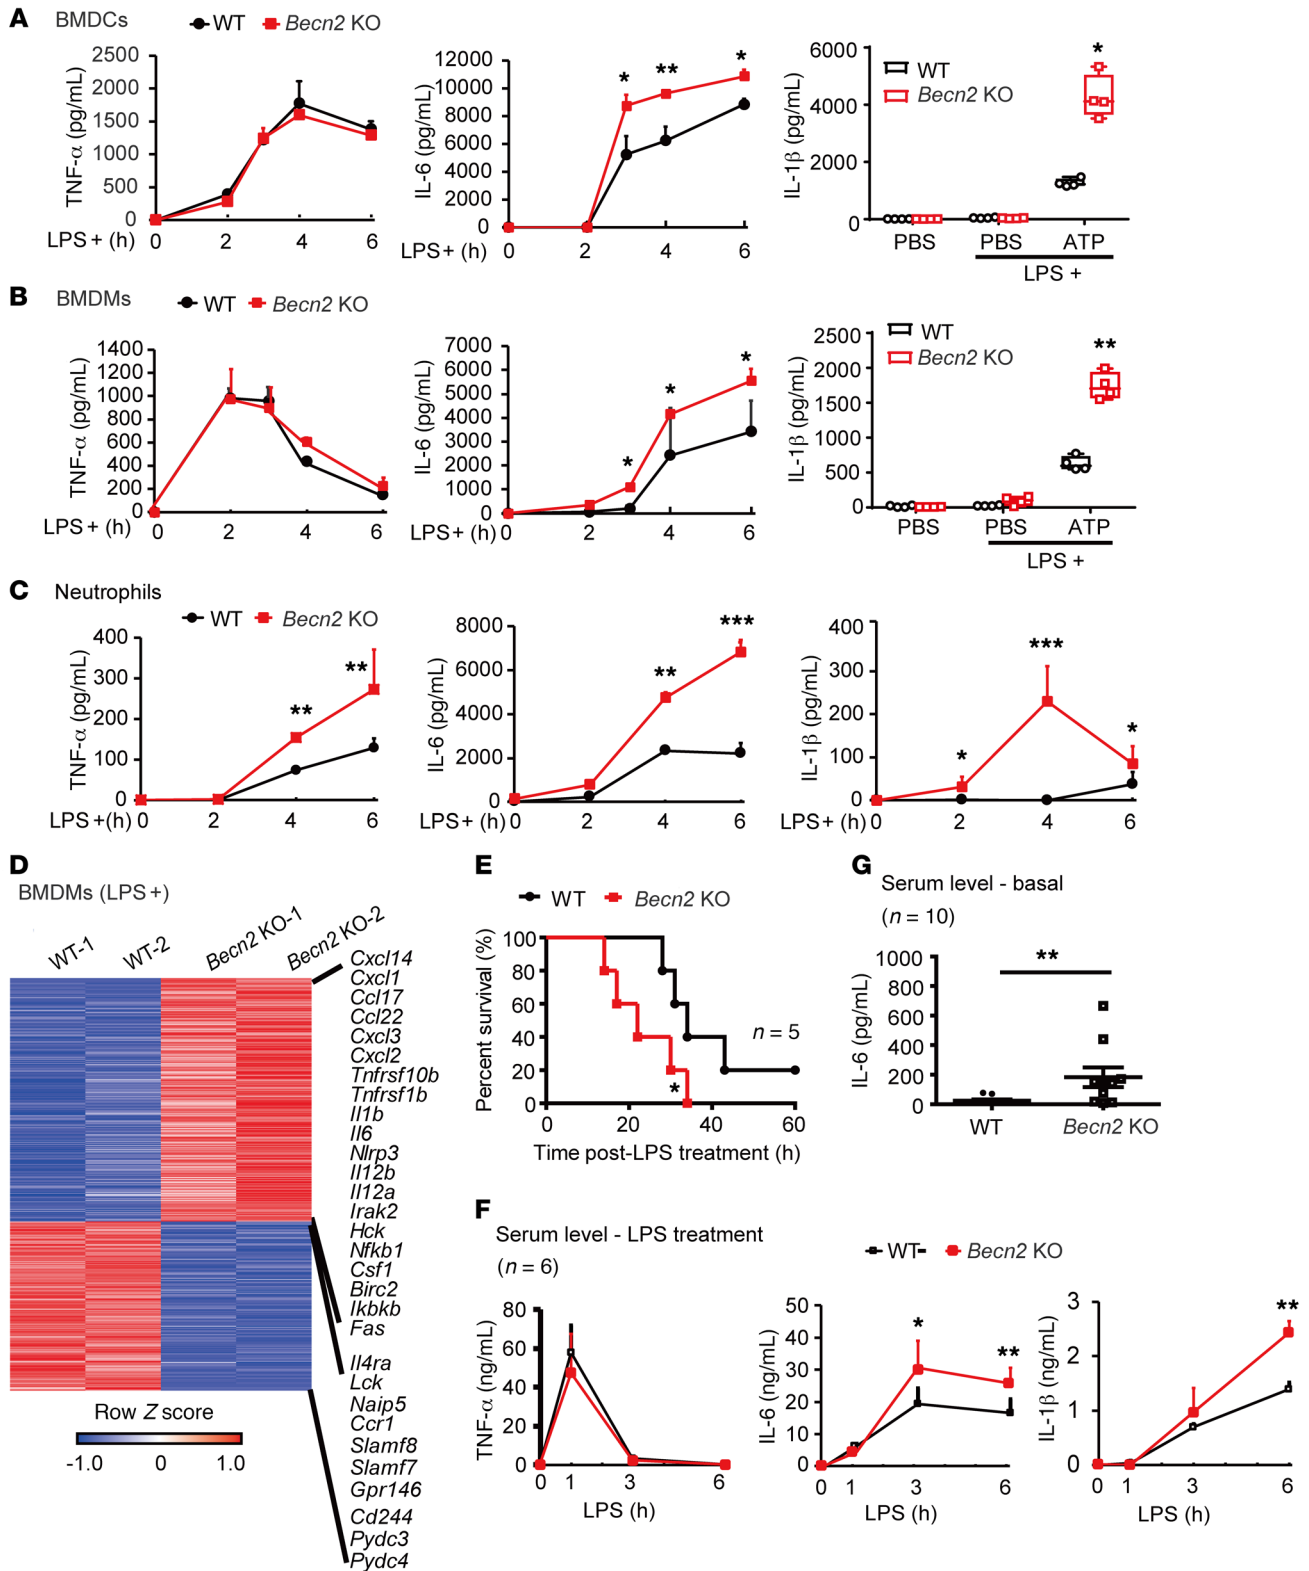 A BMDCs WT Becn2 KO
TNF-α (pg/mL)
2500
2000
1500
1000
500
0
LPS + (h) 0 2 4 6
IL-6 (pg/mL)
12000
10000
8000
6000
4000
2000
0
LPS + (h) 0 2 4 6
* ** *
IL-1β (pg/mL)
6000
4000
2000
0
WT
Becn2 KO
*
PBS PBS ATP
LPS +
B BMDMs WT Becn2 KO
TNF-α (pg/mL)
1400
1200
1000
800
600
400
200
0
LPS + (h) 0 2 4 6
IL-6 (pg/mL)
7000
6000
5000
4000
3000
2000
1000
0
LPS + (h) 0 2 4 6
* * *
IL-1β (pg/mL)
2500
2000
1500
1000
500
0
WT
Becn2 KO
**
PBS PBS ATP
LPS +
C Neutrophils
WT Becn2 KO
TNF-α (pg/mL)
400
300
200
100
0
LPS +(h) 0 2 4 6
** **
IL-6 (pg/mL)
8000
6000
4000
2000
0
LPS + (h) 0 2 4 6
** ***
IL-1β (pg/mL)
400
300
200
100
0
LPS + (h) 0 2 4 6
* *** *
D
BMDMs (LPS +)
WT-1 WT-2 Becn2 KO-1 Becn2 KO-2
Cxcl14
Cxcl1
Ccl17
Ccl22
Cxcl3
Cxcl2
Tnfrsf10b
Tnfrsf1b
Il1b
Il6
Nlrp3
Il12b
Il12a
Irak2
Hck
Nfkb1
Csf1
Birc2
Ikbkb
Fas
Il4ra
Lck
Naip5
Ccr1
Slamf8
Slamf7
Gpr146
Cd244
Pydc3
Pydc4
Row Z score
-1.0 0 1.0
E
WT Becn2 KO
Percent survival (%)
100
80
60
40
20
0
n = 5
*
0 20 40 60
Time post-LPS treatment (h)
G Serum level - basal
(n = 10)
IL-6 (pg/mL)
1000
800
600
400
200
0
**
WT Becn2 KO
F Serum level - LPS treatment
(n = 6)
WT Becn2 KO
TNF-α (ng/mL)
80
60
40
20
0
0 1 3 6
LPS (h)
IL-6 (ng/mL)
50
40
30
20
10
0
* **
0 1 3 6
LPS (h)
IL-1β (ng/mL)
3
2
1
0
**
0 1 3 6
LPS (h)